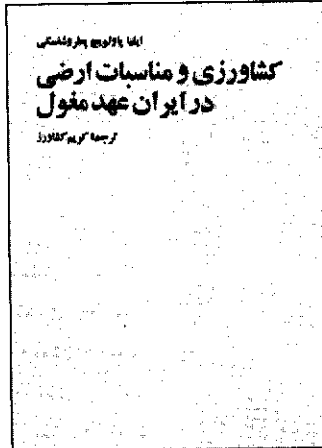 ایلیا پاولویچ پطروشفسکی
کشاورزی و مناسبات ارضی
در ایران عهد مغول
ترجمهٔ کریم کشاورز